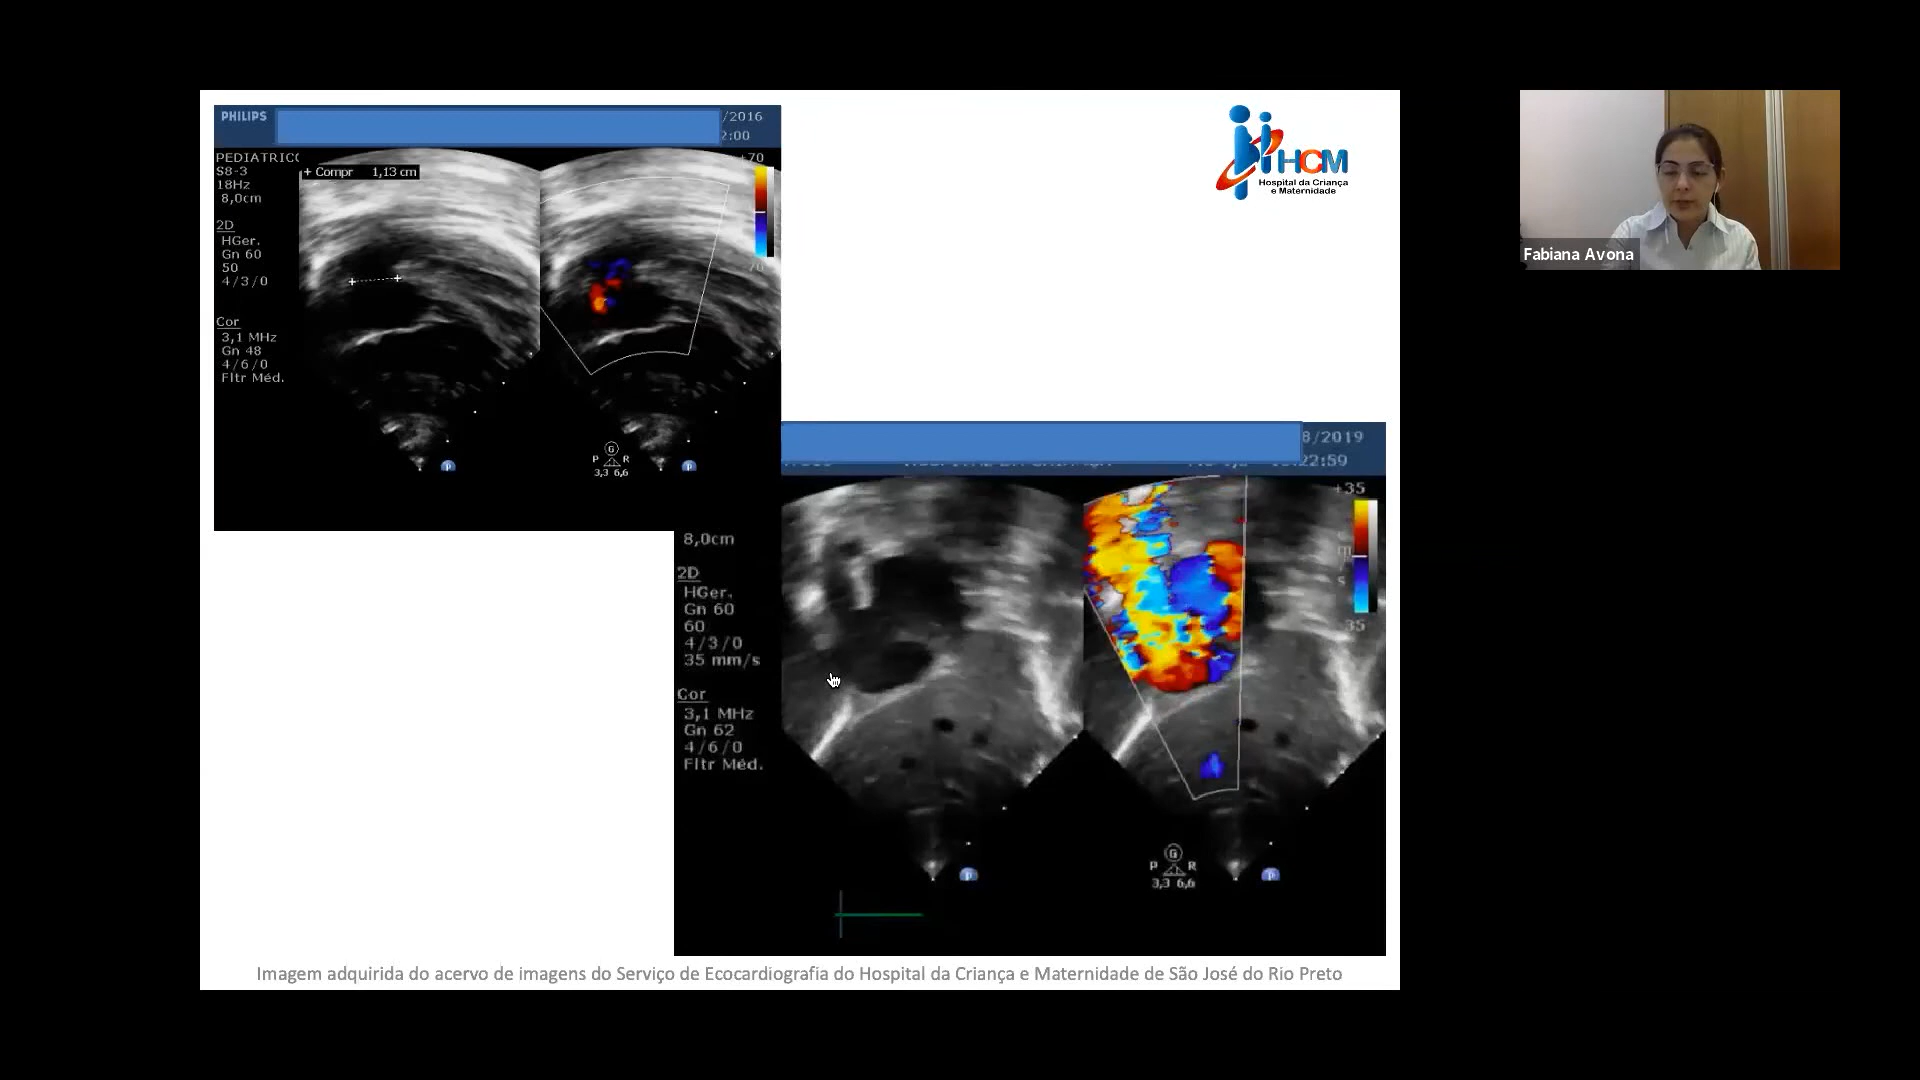 PHILIPS
/2016
2:00
PEDIATRICO
S8-3
18Hz
8,0cm
2D
HGer.
Gn 60
50
4/3/0
Cor
3,1 MHz
Gn 48
4/6/0
Fltr Méd.
+ Compr 1,13 cm
+70
70
G
P R
3,3 6,6
P
P
HCM
Hospital da Criança
e Maternidade
Fabiana Avona
8/2019
22:59
8,0cm
2D
HGer.
Gn 60
60
4/3/0
35 mm/s
Cor
3,1 MHz
Gn 62
4/6/0
Fltr Méd.
+35
35
G
P R
3,3 6,6
P
P
Imagem adquirida do acervo de imagens do Serviço de Ecocardiografia do Hospital da Criança e Maternidade de São José do Rio Preto